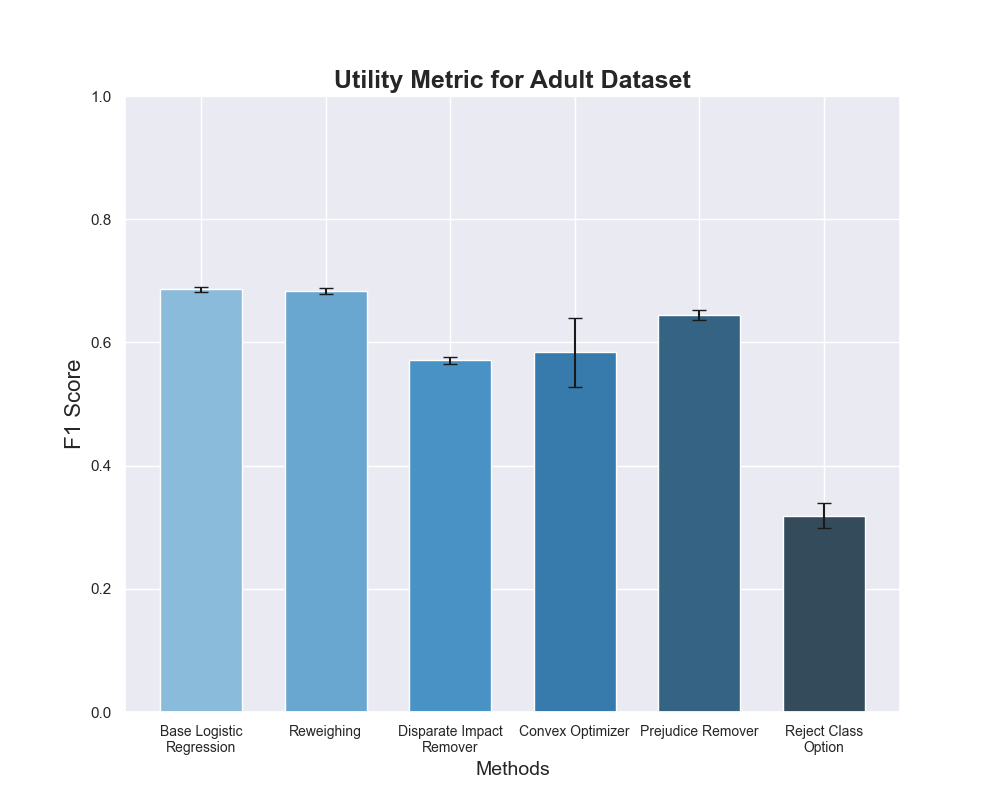 Utility Metric for Adult Dataset
F1 Score
1.0
0.8
0.6
0.4
0.2
0.0
Base Logistic
Regression
Reweighing
Disparate Impact
Remover
Convex Optimizer
Prejudice Remover
Reject Class
Option
Methods